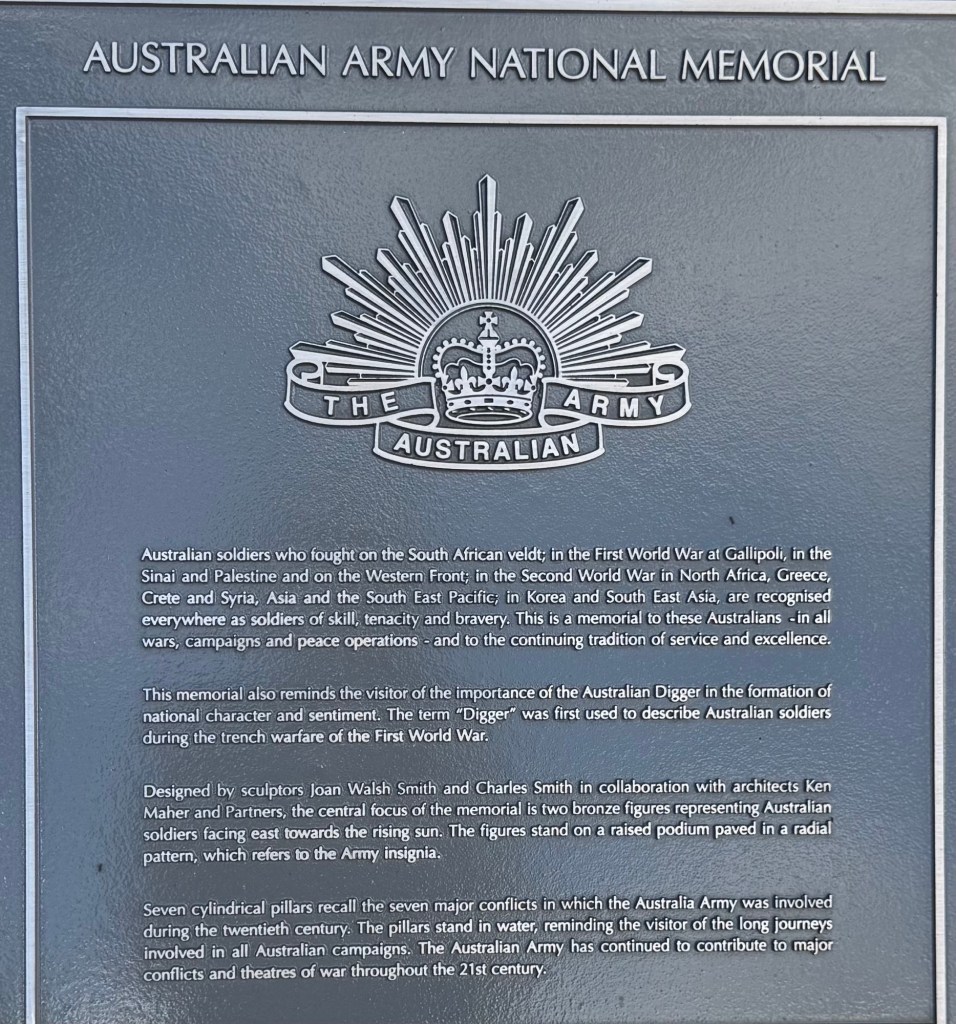 AUSTRALIAN ARMY NATIONAL MEMORIAL
THE ARMY
AUSTRALIAN
Australian soldiers who fought on the South African veldt; in the First World War at Gallipoli, in the
Sinai and Palestine and on the Western Front; in the Second World War in North Africa, Greece,
Crete and Syria, Asia and the South East Pacific; in Korea and South East Asia, are recognised
everywhere as soldiers of skill, tenacity and bravery. This is a memorial to these Australians -in all
wars, campaigns and peace operations - and to the continuing tradition of service and excellence.
This memorial also reminds the visitor of the importance of the Australian Digger in the formation of
national character and sentiment. The term “Digger” was first used to describe Australian soldiers
during the trench warfare of the First World War.
Designed by sculptors Joan Walsh Smith and Charles Smith in collaboration with architects Ken
Maher and Partners, the central focus of the memorial is two bronze figures representing Australian
soldiers facing east towards the rising sun. The figures stand on a raised podium paved in a radial
pattern, which refers to the Army insignia.
Seven cylindrical pillars recall the seven major conflicts in which the Australia Army was involved
during the twentieth century. The pillars stand in water, reminding the visitor of the long journeys
involved in all Australian campaigns. The Australian Army has continued to contribute to major
conflicts and theatres of war throughout the 21st century.